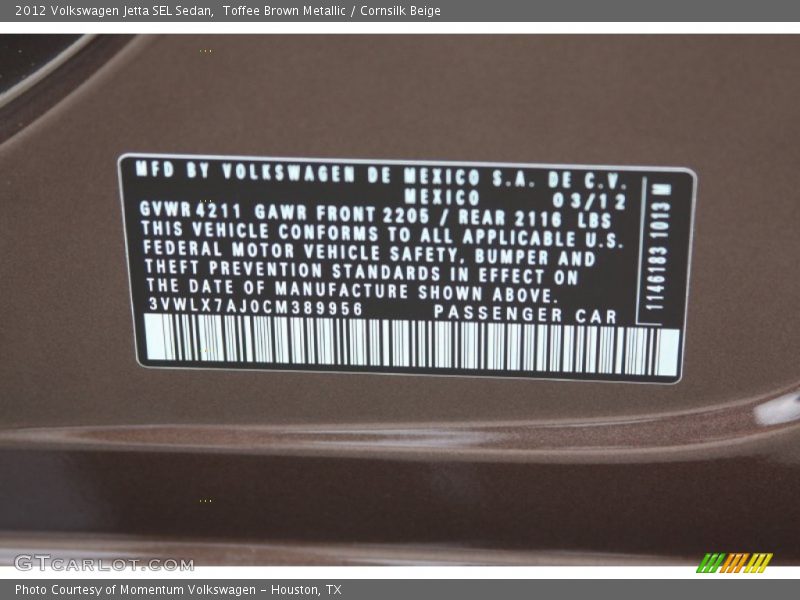 2012 Volkswagen Jetta SEL Sedan,  Toffee Brown Metallic / Cornsilk Beige
MFD BY VOLKSWAGEN DE MEXICO S.A. DE C.V.
MEXICO 03/12
GVWR 4211 GAWR FRONT 2205 / REAR 2116 LBS
THIS VEHICLE CONFORMS TO ALL APPLICABLE U.S.
FEDERAL MOTOR VEHICLE SAFETY, BUMPER AND
THEFT PREVENTION STANDARDS IN EFFECT ON
THE DATE OF MANUFACTURE SHOWN ABOVE.
3VWLX7AJ0CM389956 PASSENGER CAR
1146183 1013 M
GTCARLOT.COM
Photo Courtesy of Momentum Volkswagen - Houston, TX